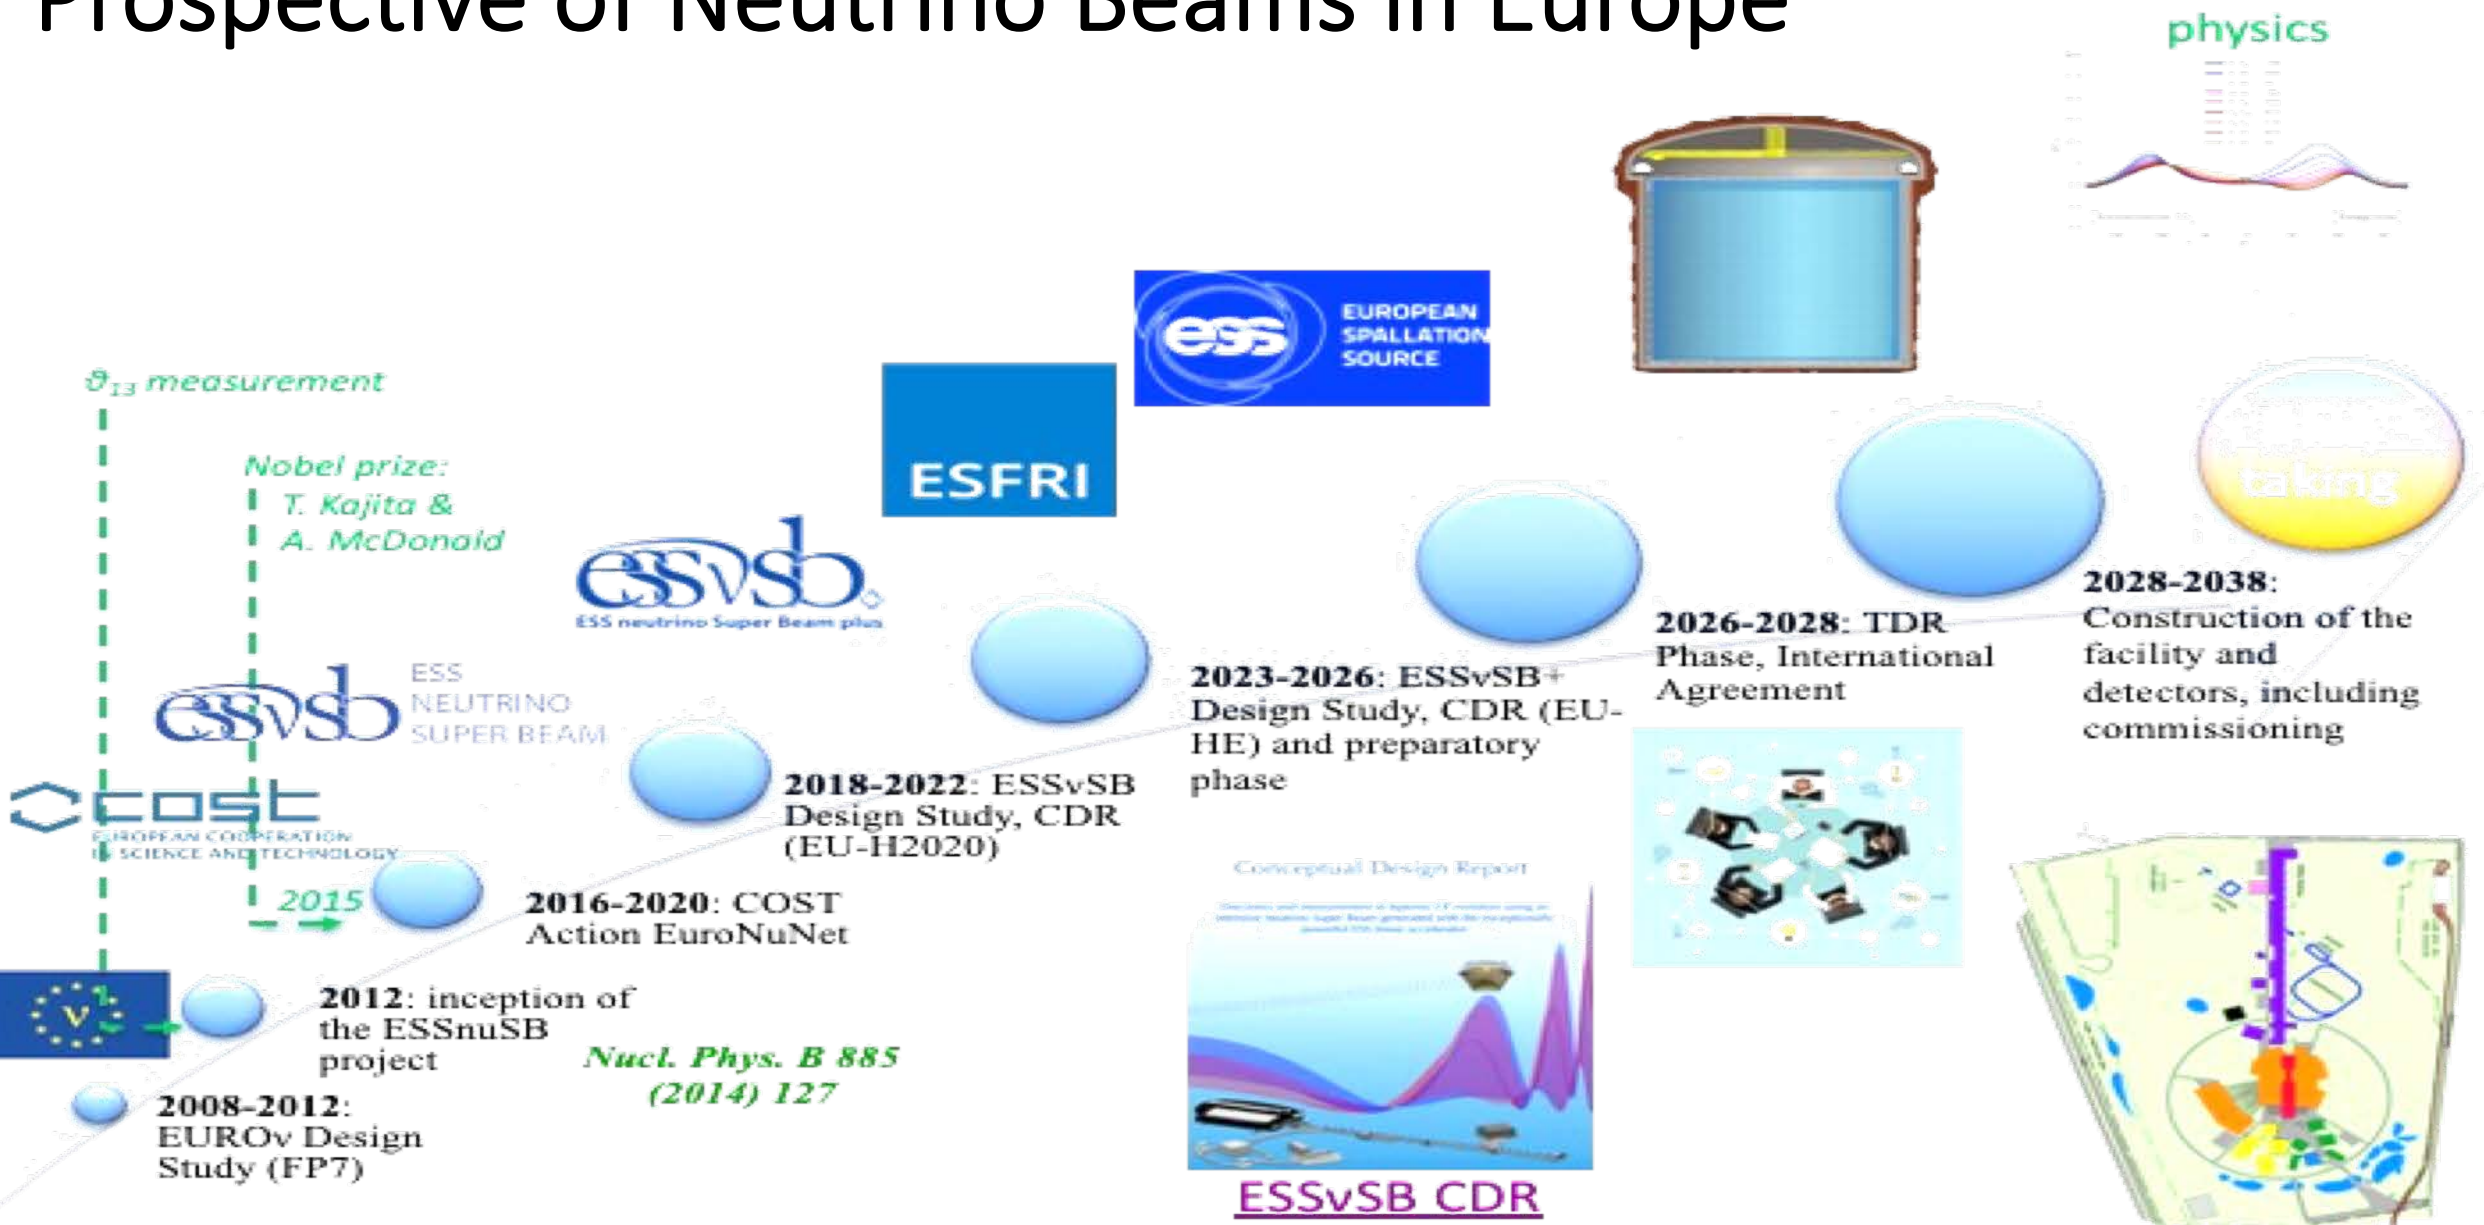 Prospective of Neutrino Beams in Europe
physics
EUROPEAN
ess SPALLATION
SOURCE
ϑ13 measurement
Nobel prize:
T. Kajita &
A. McDonald
ESFRI
taking
essνsb
ESS neutrino Super Beam plus
2028-2038:
Construction of the
facility and
detectors, including
commissioning
2026-2028: TDR
Phase, International
Agreement
2023-2026: ESSνSB+
Design Study, CDR (EU-
HE) and preparatory
phase
essνsb
ESS
NEUTRINO
SUPER BEAM
2018-2022: ESSνSB
Design Study, CDR
(EU-H2020)
cost
EUROPEAN COOPERATION
IN SCIENCE AND TECHNOLOGY
2015
2016-2020: COST
Action EuroNuNet
Conceptual Design Report
ν
2012: inception of
the ESSnuSB
project
Nucl. Phys. B 885
(2014) 127
2008-2012:
EUROν Design
Study (FP7)
ESSνSB CDR